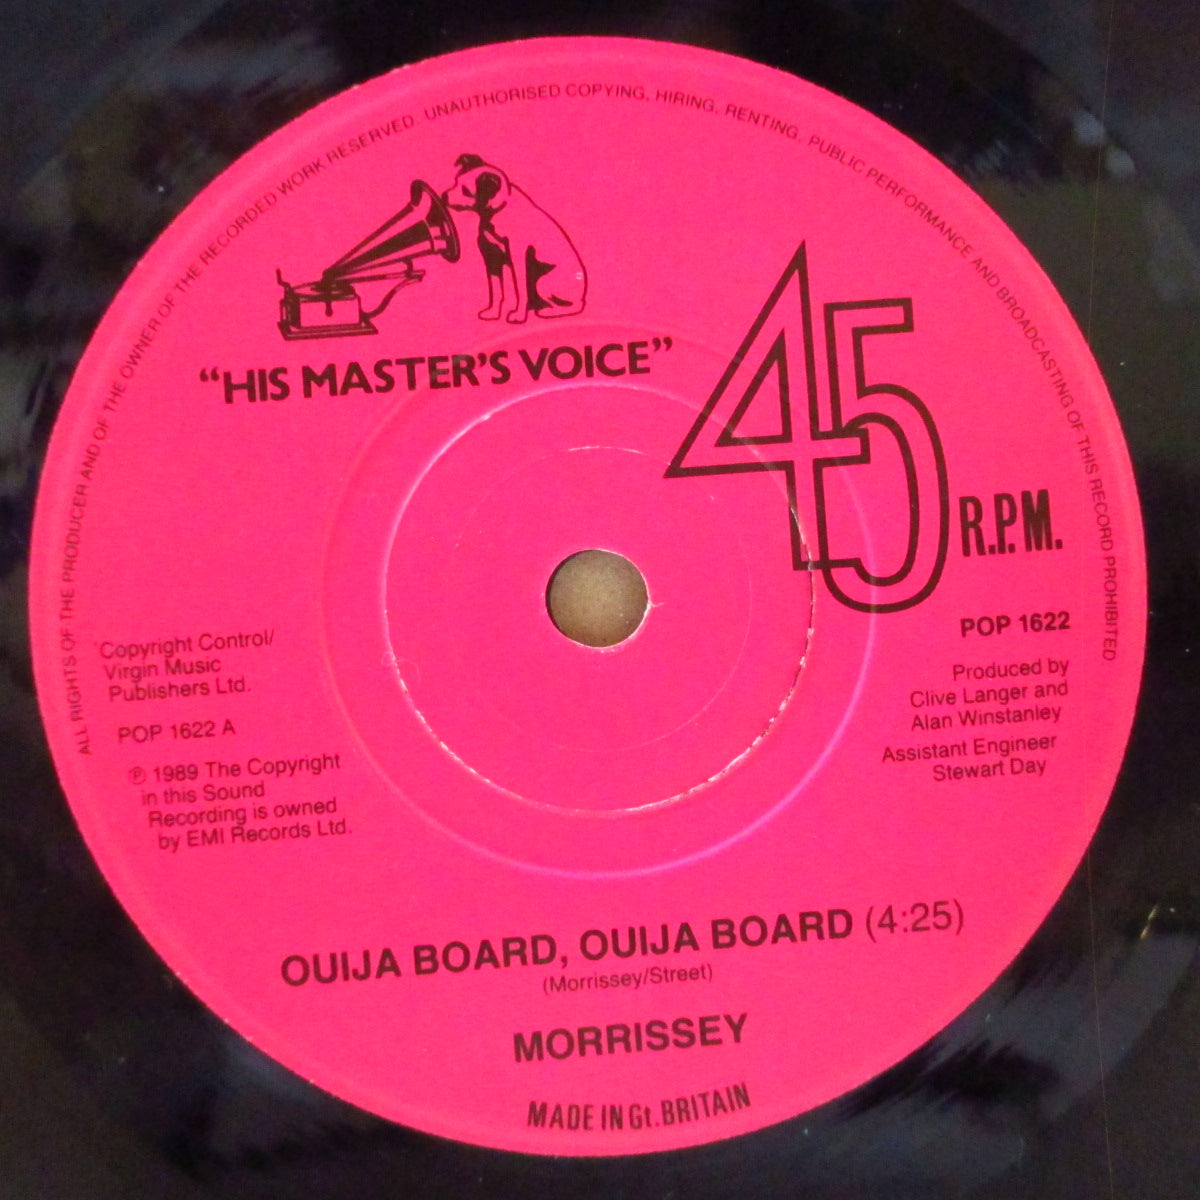 ALL RIGHTS OF THE PRODUCER AND OF THE OWNER OF THE RECORDED WORK RESERVED. UNAUTHORISED COPYING, HIRING, RENTING, PUBLIC PERFORMANCE AND BROADCASTING OF THIS RECORD PROHIBITED
“HIS MASTER'S VOICE”
45 R.P.M.
POP 1622
Produced by
Clive Langer and
Alan Winstanley
Assistant Engineer
Stewart Day
Copyright Control/
Virgin Music
Publishers Ltd.
POP 1622 A
℗ 1989 The Copyright
in this Sound
Recording is owned
by EMI Records Ltd.
OUIJA BOARD, OUIJA BOARD (4:25)
(Morrissey/Street)
MORRISSEY
MADE IN Gt. BRITAIN